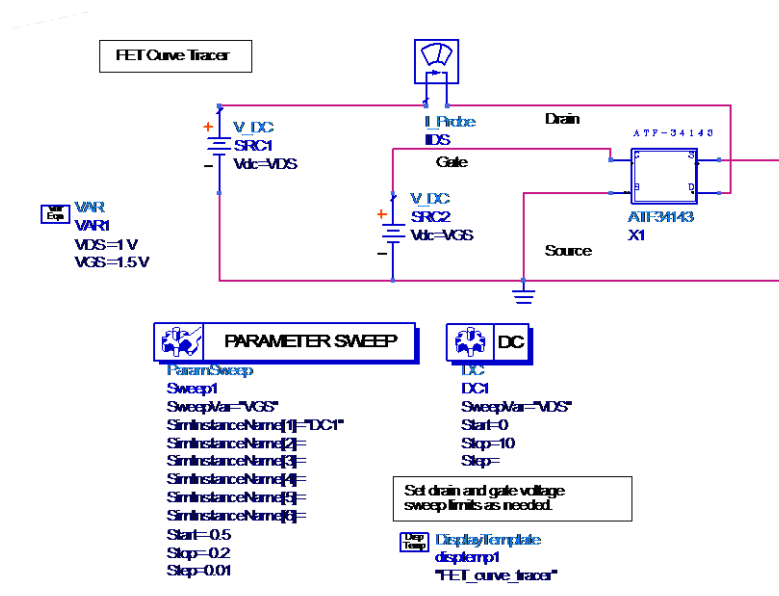 FET Curve Tracer
V_DC
SRC1
Vdc=VDS
I_Probe
IDS
Drain
ATF-34143
Gate
S
D
ATF34143
X1
V_DC
SRC2
Vdc=VGS
Var
Eqn
VAR
VAR1
VDS=1 V
VGS=1.5 V
Source
PARAMETER SWEEP
ParamSweep
Sweep1
SweepVar="VGS"
SimInstanceName[1]="DC1"
SimInstanceName[2]=
SimInstanceName[3]=
SimInstanceName[4]=
SimInstanceName[5]=
SimInstanceName[6]=
Start=0.5
Stop=0.2
Step=0.01
DC
DC
DC1
SweepVar="VDS"
Start=0
Stop=10
Step=
Set drain and gate voltage
sweep limits as needed.
Disp
Temp
DisplayTemplate
disptemp1
"FET_curve_tracer"